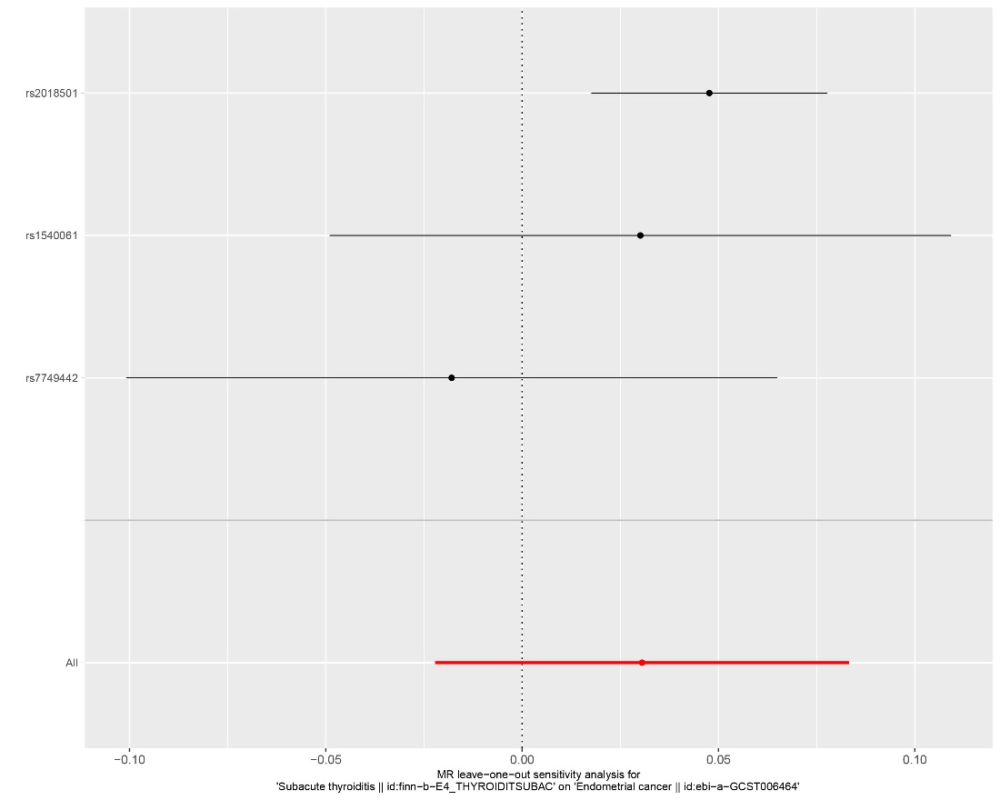 rs2018501
rs1540061
rs7749442
All
−0.10 −0.05 0.00 0.05 0.10
MR leave−one−out sensitivity analysis for
'Subacute thyroiditis || id:finn−b−E4_THYROIDITSUBAC' on 'Endometrial cancer || id:ebi−a−GCST006464'